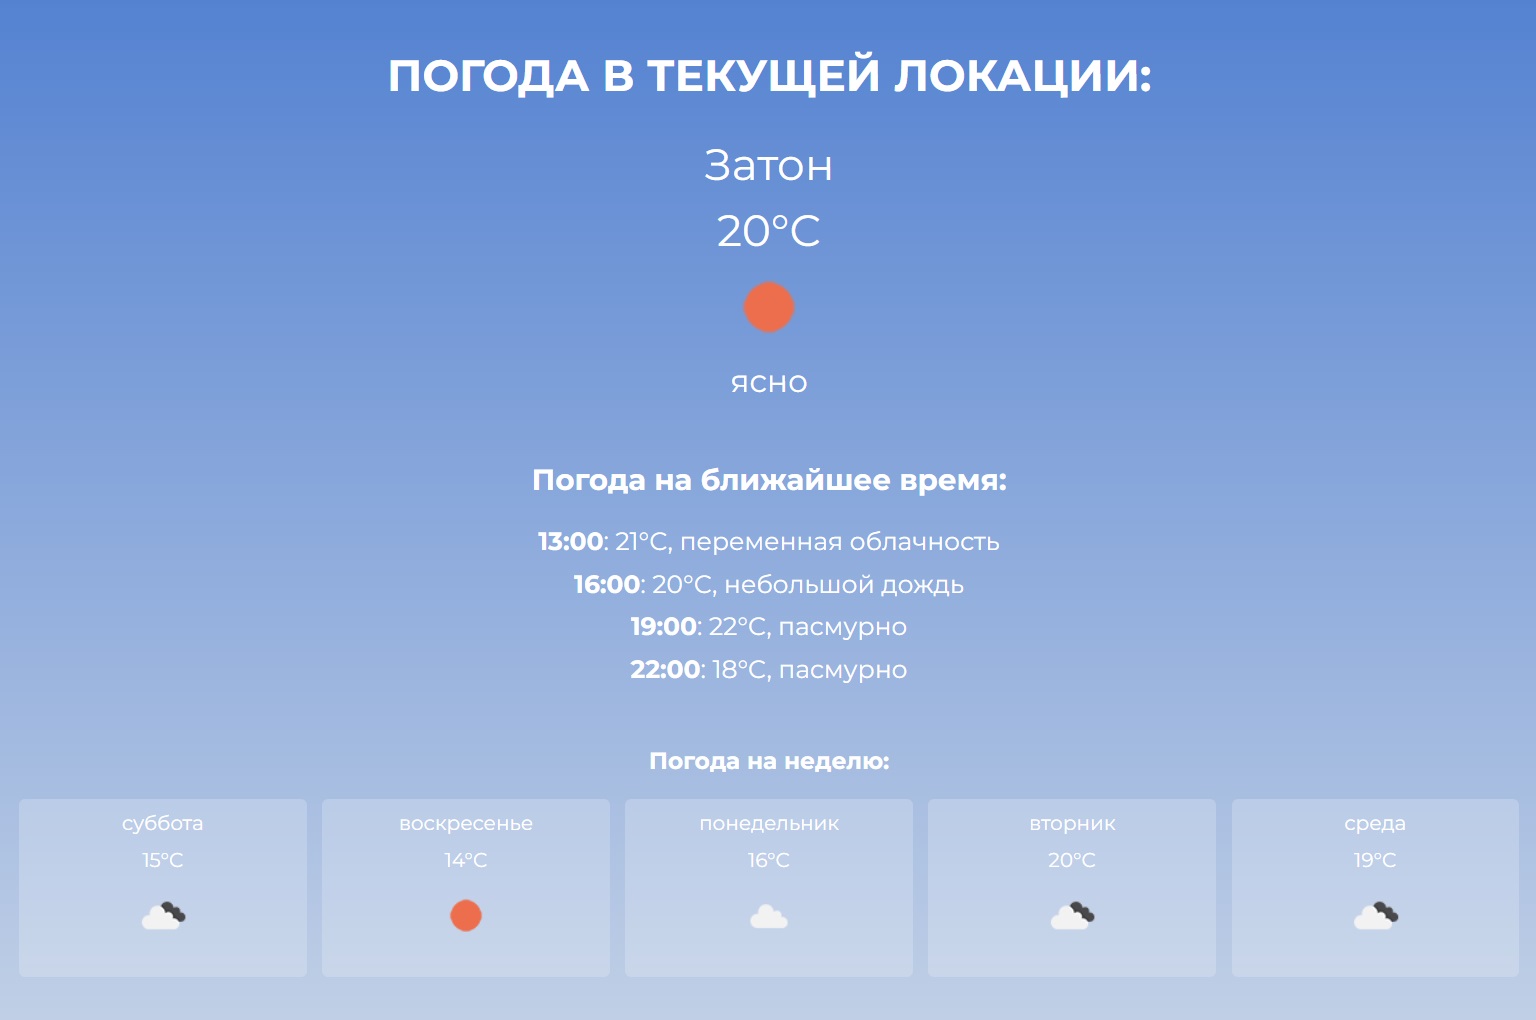 ПОГОДА В ТЕКУЩЕЙ ЛОКАЦИИ:
Затон
20°C
ясно
Погода на ближайшее время:
13:00: 21°C, переменная облачность
16:00: 20°C, небольшой дождь
19:00: 22°C, пасмурно
22:00: 18°C, пасмурно
Погода на неделю:
суббота
15°C
воскресенье
14°C
понедельник
16°C
вторник
20°C
среда
19°C